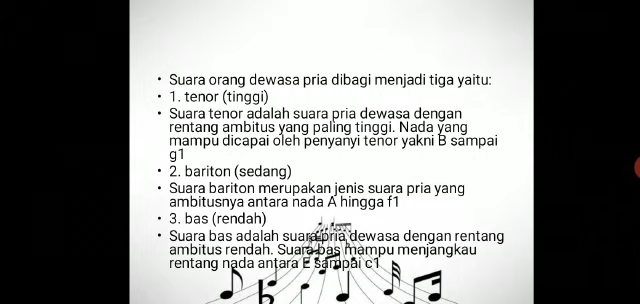 • Suara orang dewasa pria dibagi menjadi tiga yaitu:
• 1. tenor (tinggi)
• Suara tenor adalah suara pria dewasa dengan
rentang ambitus yang paling tinggi. Nada yang
mampu dicapai oleh penyanyi tenor yakni B sampai
g1
• 2. bariton (sedang)
• Suara bariton merupakan jenis suara pria yang
ambitusnya antara nada A hingga f1
• 3. bas (rendah)
• Suara bas adalah suara pria dewasa dengan rentang
ambitus rendah. Suara bas mampu menjangkau
rentang nada antara E sampai c1